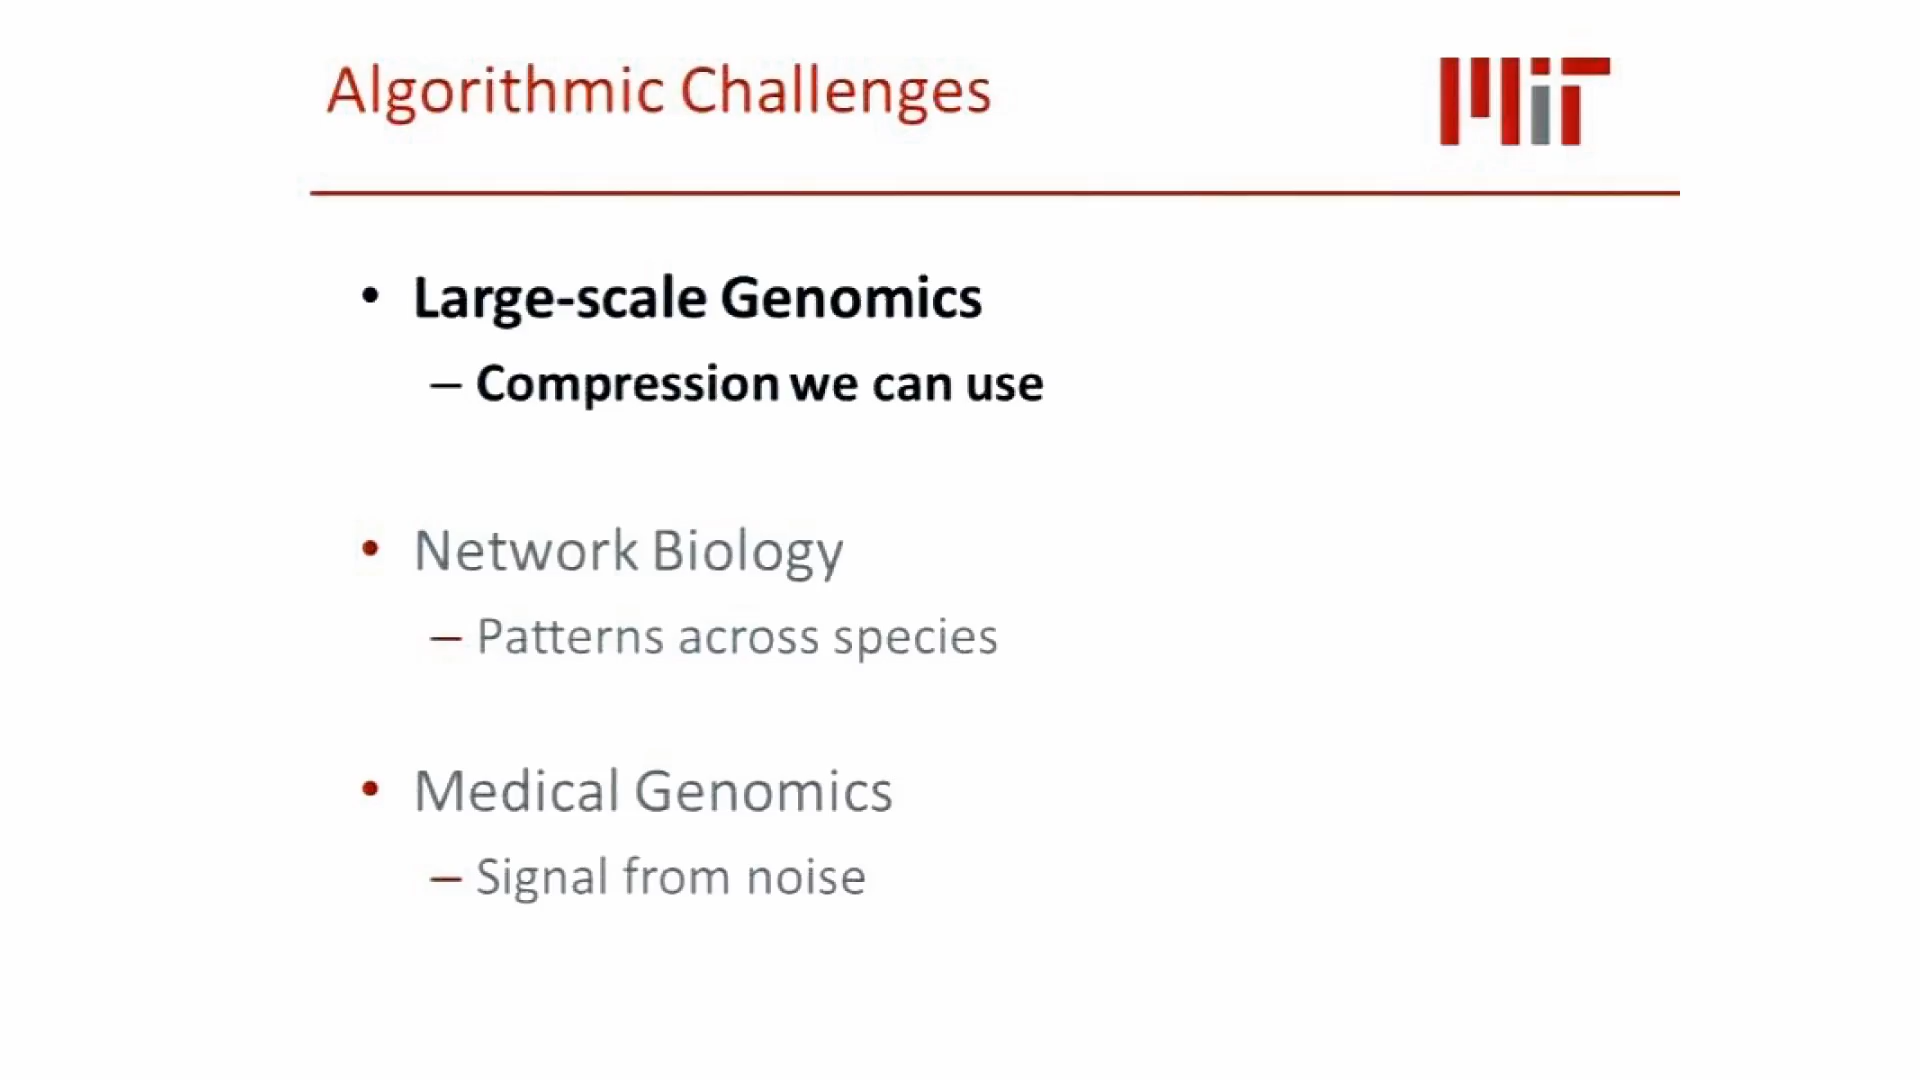 Algorithmic Challenges
MIT
• Large-scale Genomics
– Compression we can use
• Network Biology
– Patterns across species
• Medical Genomics
– Signal from noise